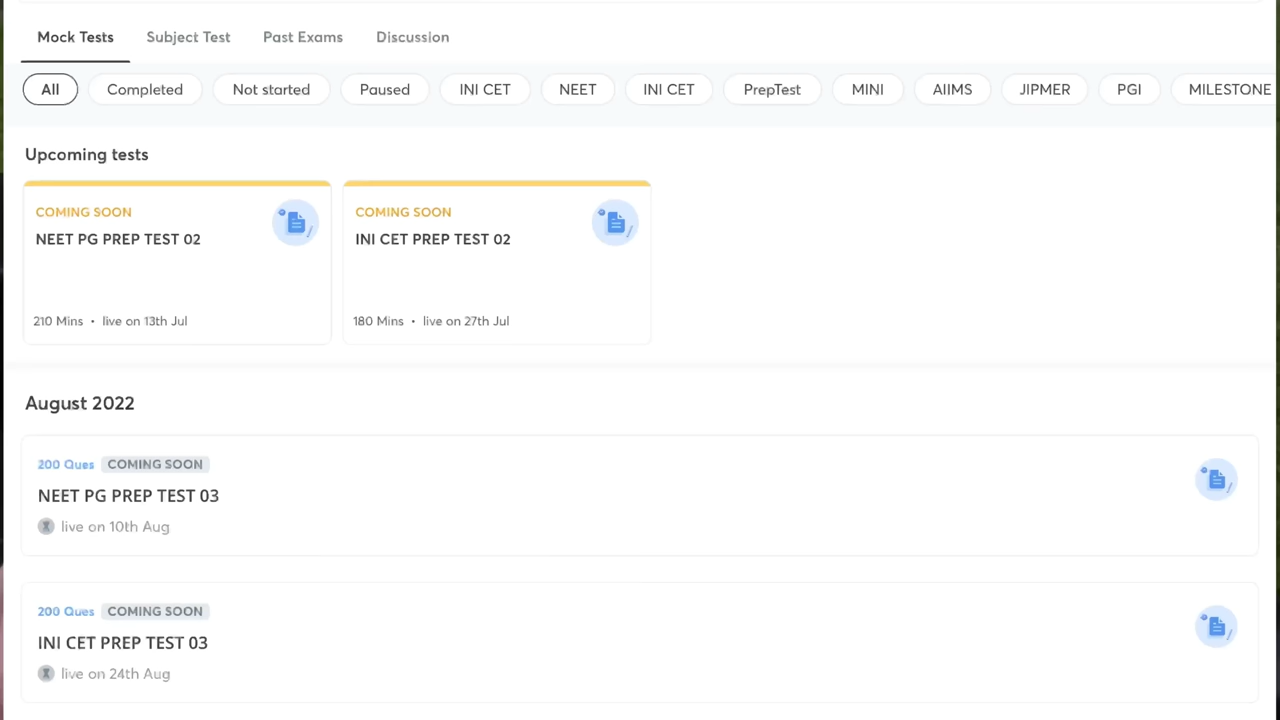 Mock Tests Subject Test Past Exams Discussion
All Completed Not started Paused INI CET NEET INI CET PrepTest MINI AIIMS JIPMER PGI MILESTONE
Upcoming tests
COMING SOON
NEET PG PREP TEST 02
210 Mins • live on 13th Jul
COMING SOON
INI CET PREP TEST 02
180 Mins • live on 27th Jul
August 2022
200 Ques COMING SOON
NEET PG PREP TEST 03
live on 10th Aug
200 Ques COMING SOON
INI CET PREP TEST 03
live on 24th Aug